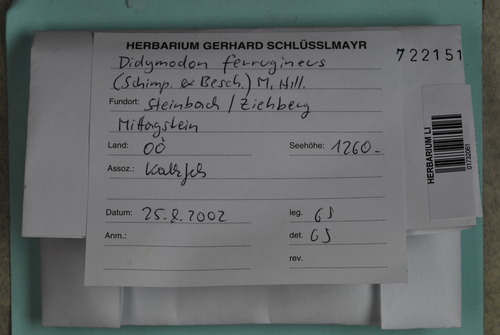 HERBARIUM GERHARD SCHLÜSSLMAYR
Didymodon ferrugineus
(Schimp. ex Besch.) M. Hill.
Fundort: Steinbach / Ziehberg
Mittagstein
Land: OÖ Seehöhe: 1260.-
Assoz.: Kalkfels
Datum: 25.8.2002 leg. GS
Anm.: det. GS
rev.
722151
HERBARIUM LI